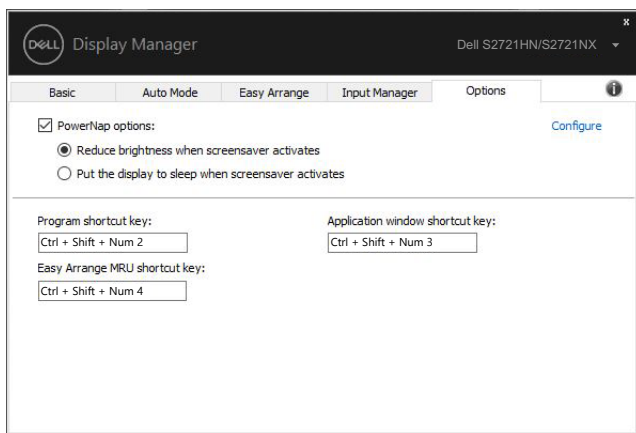 x
DELL Display Manager Dell S2721HN/S2721NX
Basic Auto Mode Easy Arrange Input Manager Options i
PowerNap options: Configure
Reduce brightness when screensaver activates
Put the display to sleep when screensaver activates
Program shortcut key: Application window shortcut key:
Ctrl + Shift + Num 2 Ctrl + Shift + Num 3
Easy Arrange MRU shortcut key:
Ctrl + Shift + Num 4